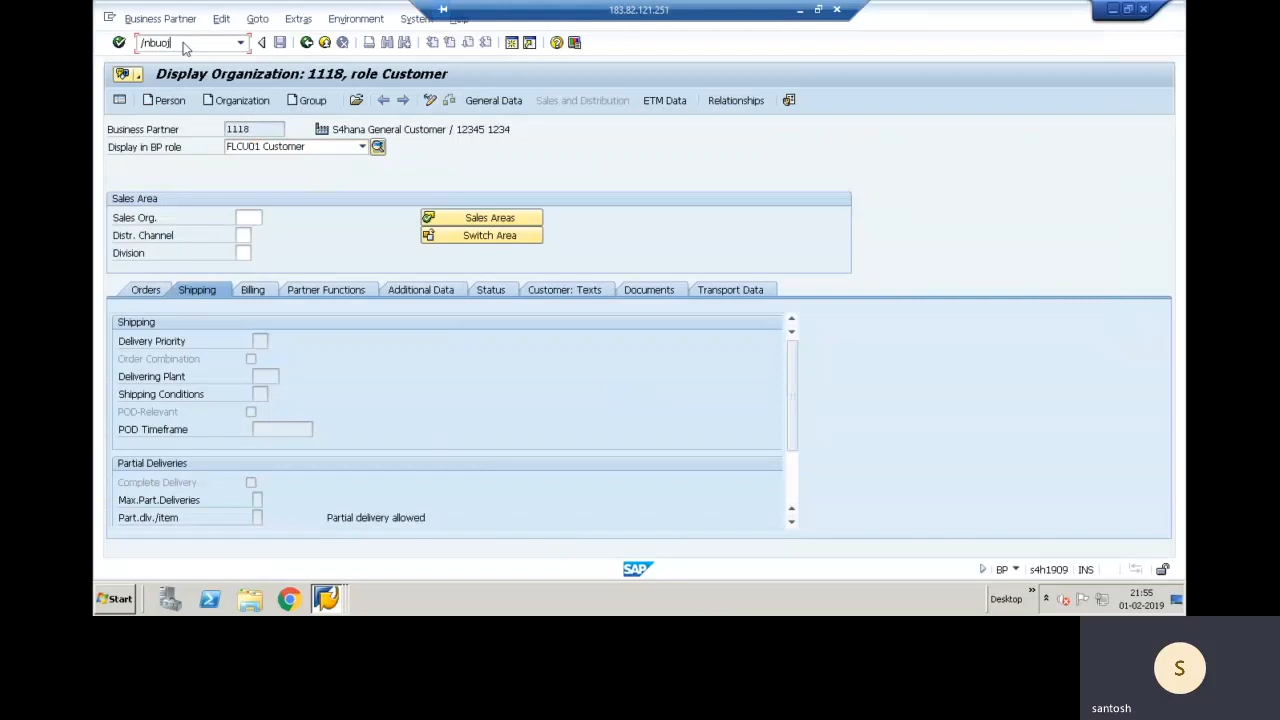 183.82.121.251
Business Partner Edit Goto Extras Environment System Help
/nbuoj
Display Organization: 1118, role Customer
Person Organization Group General Data Sales and Distribution ETM Data Relationships
Business Partner 1118 S4hana General Customer / 12345 1234
Display in BP role FLCU01 Customer
Sales Area
Sales Org. Sales Areas
Distr. Channel Switch Area
Division
Orders Shipping Billing Partner Functions Additional Data Status Customer: Texts Documents Transport Data
Shipping
Delivery Priority
Order Combination
Delivering Plant
Shipping Conditions
POD-Relevant
POD Timeframe
Partial Deliveries
Complete Delivery
Max.Part.Deliveries
Part.dlv./item Partial delivery allowed
SAP BP s4h1909 INS
Start Desktop 21:55
01-02-2019
S
santosh